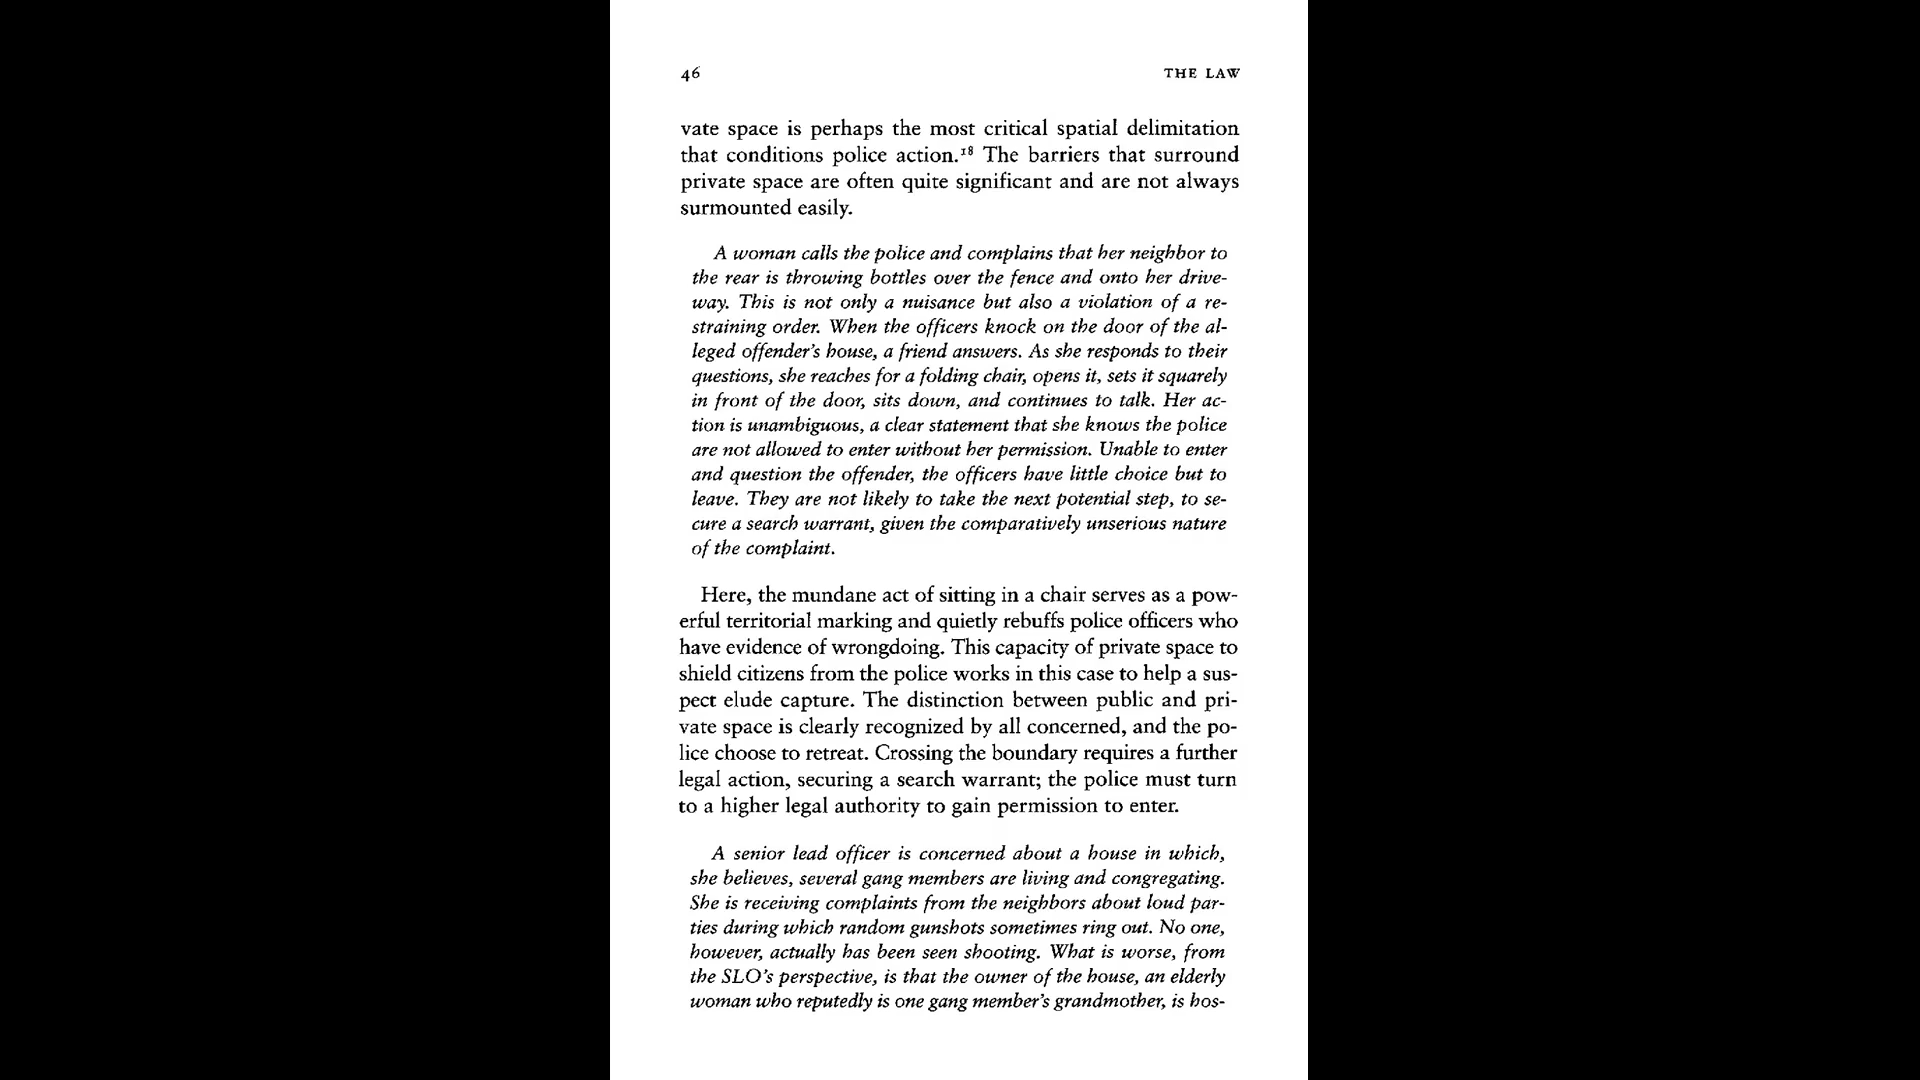 46 THE LAW
vate space is perhaps the most critical spatial delimitation
that conditions police action.18 The barriers that surround
private space are often quite significant and are not always
surmounted easily.
A woman calls the police and complains that her neighbor to
the rear is throwing bottles over the fence and onto her drive-
way. This is not only a nuisance but also a violation of a re-
straining order. When the officers knock on the door of the al-
leged offender's house, a friend answers. As she responds to their
questions, she reaches for a folding chair, opens it, sets it squarely
in front of the door, sits down, and continues to talk. Her ac-
tion is unambiguous, a clear statement that she knows the police
are not allowed to enter without her permission. Unable to enter
and question the offender, the officers have little choice but to
leave. They are not likely to take the next potential step, to se-
cure a search warrant, given the comparatively unserious nature
of the complaint.
Here, the mundane act of sitting in a chair serves as a pow-
erful territorial marking and quietly rebuffs police officers who
have evidence of wrongdoing. This capacity of private space to
shield citizens from the police works in this case to help a sus-
pect elude capture. The distinction between public and pri-
vate space is clearly recognized by all concerned, and the po-
lice choose to retreat. Crossing the boundary requires a further
legal action, securing a search warrant; the police must turn
to a higher legal authority to gain permission to enter.
A senior lead officer is concerned about a house in which,
she believes, several gang members are living and congregating.
She is receiving complaints from the neighbors about loud par-
ties during which random gunshots sometimes ring out. No one,
however, actually has been seen shooting. What is worse, from
the SLO's perspective, is that the owner of the house, an elderly
woman who reputedly is one gang member's grandmother, is hos-